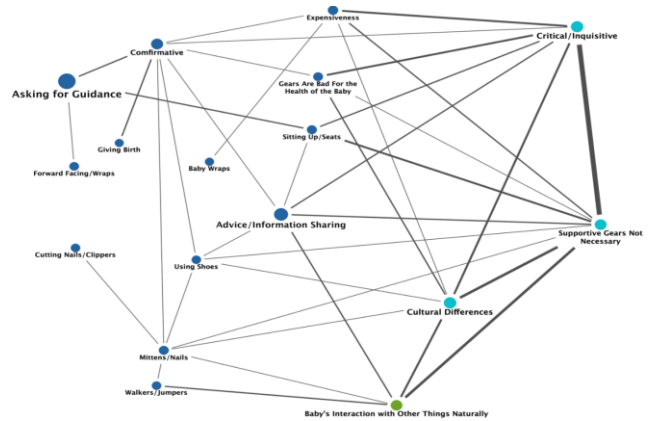 Expensiveness
Critical/Inquisitive
Comfirmative
Gears Are Bad For the
Health of the Baby
Asking for Guidance
Sitting Up/Seats
Giving Birth
Baby Wraps
Forward Facing/Wraps
Advice/Information Sharing
Supportive Gears Not
Necessary
Cutting Nails/Clippers
Using Shoes
Cultural Differences
Mittens/Nails
Walkers/Jumpers
Baby's Interaction with Other Things Naturally